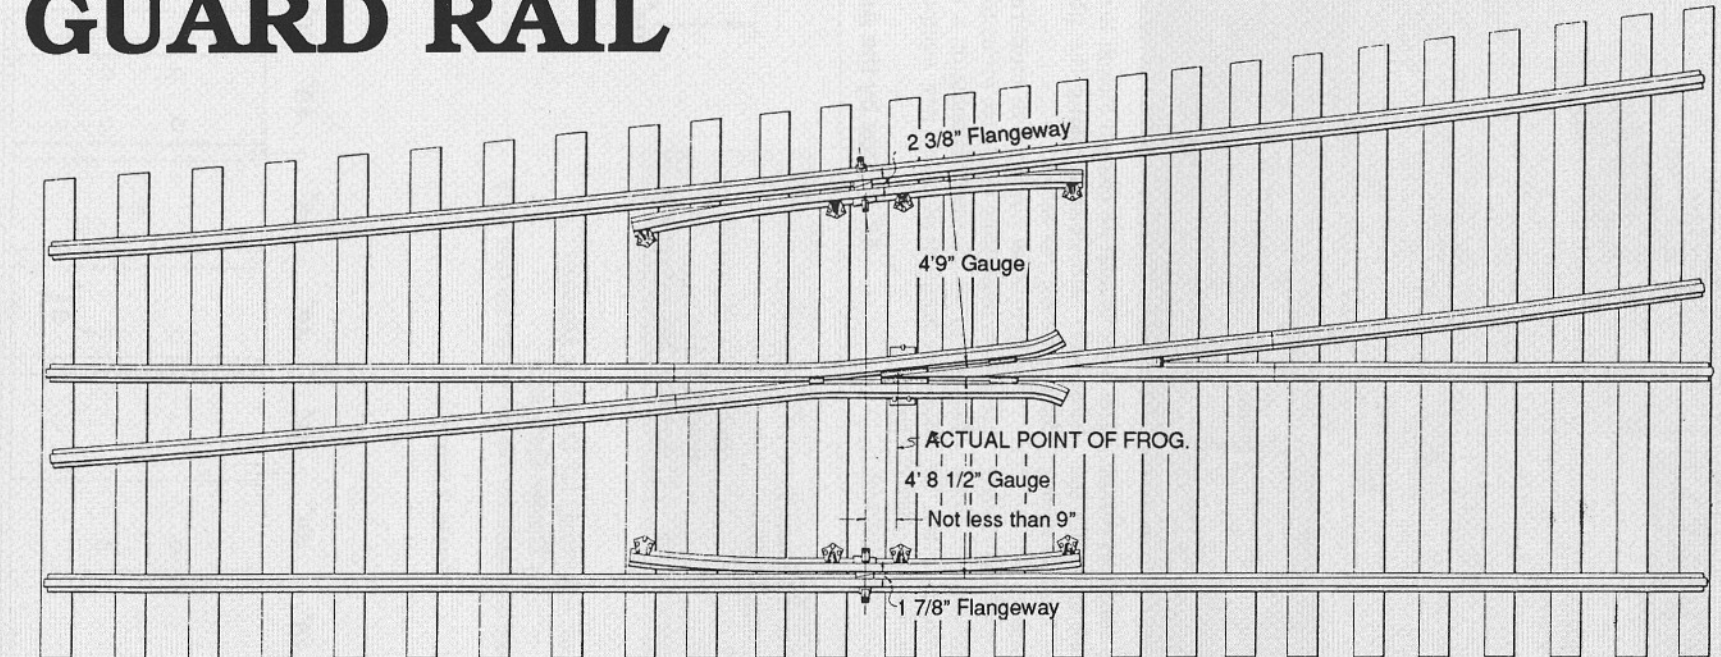 GUARD RAIL
2 3/8" Flangeway
4'9" Gauge
ACTUAL POINT OF FROG.
4' 8 1/2" Gauge
Not less than 9"
1 7/8" Flangeway